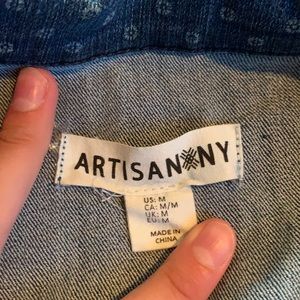 ARTISAN NY
US: M
CA: M/M
UK: M
EU: M
MADE IN
CHINA